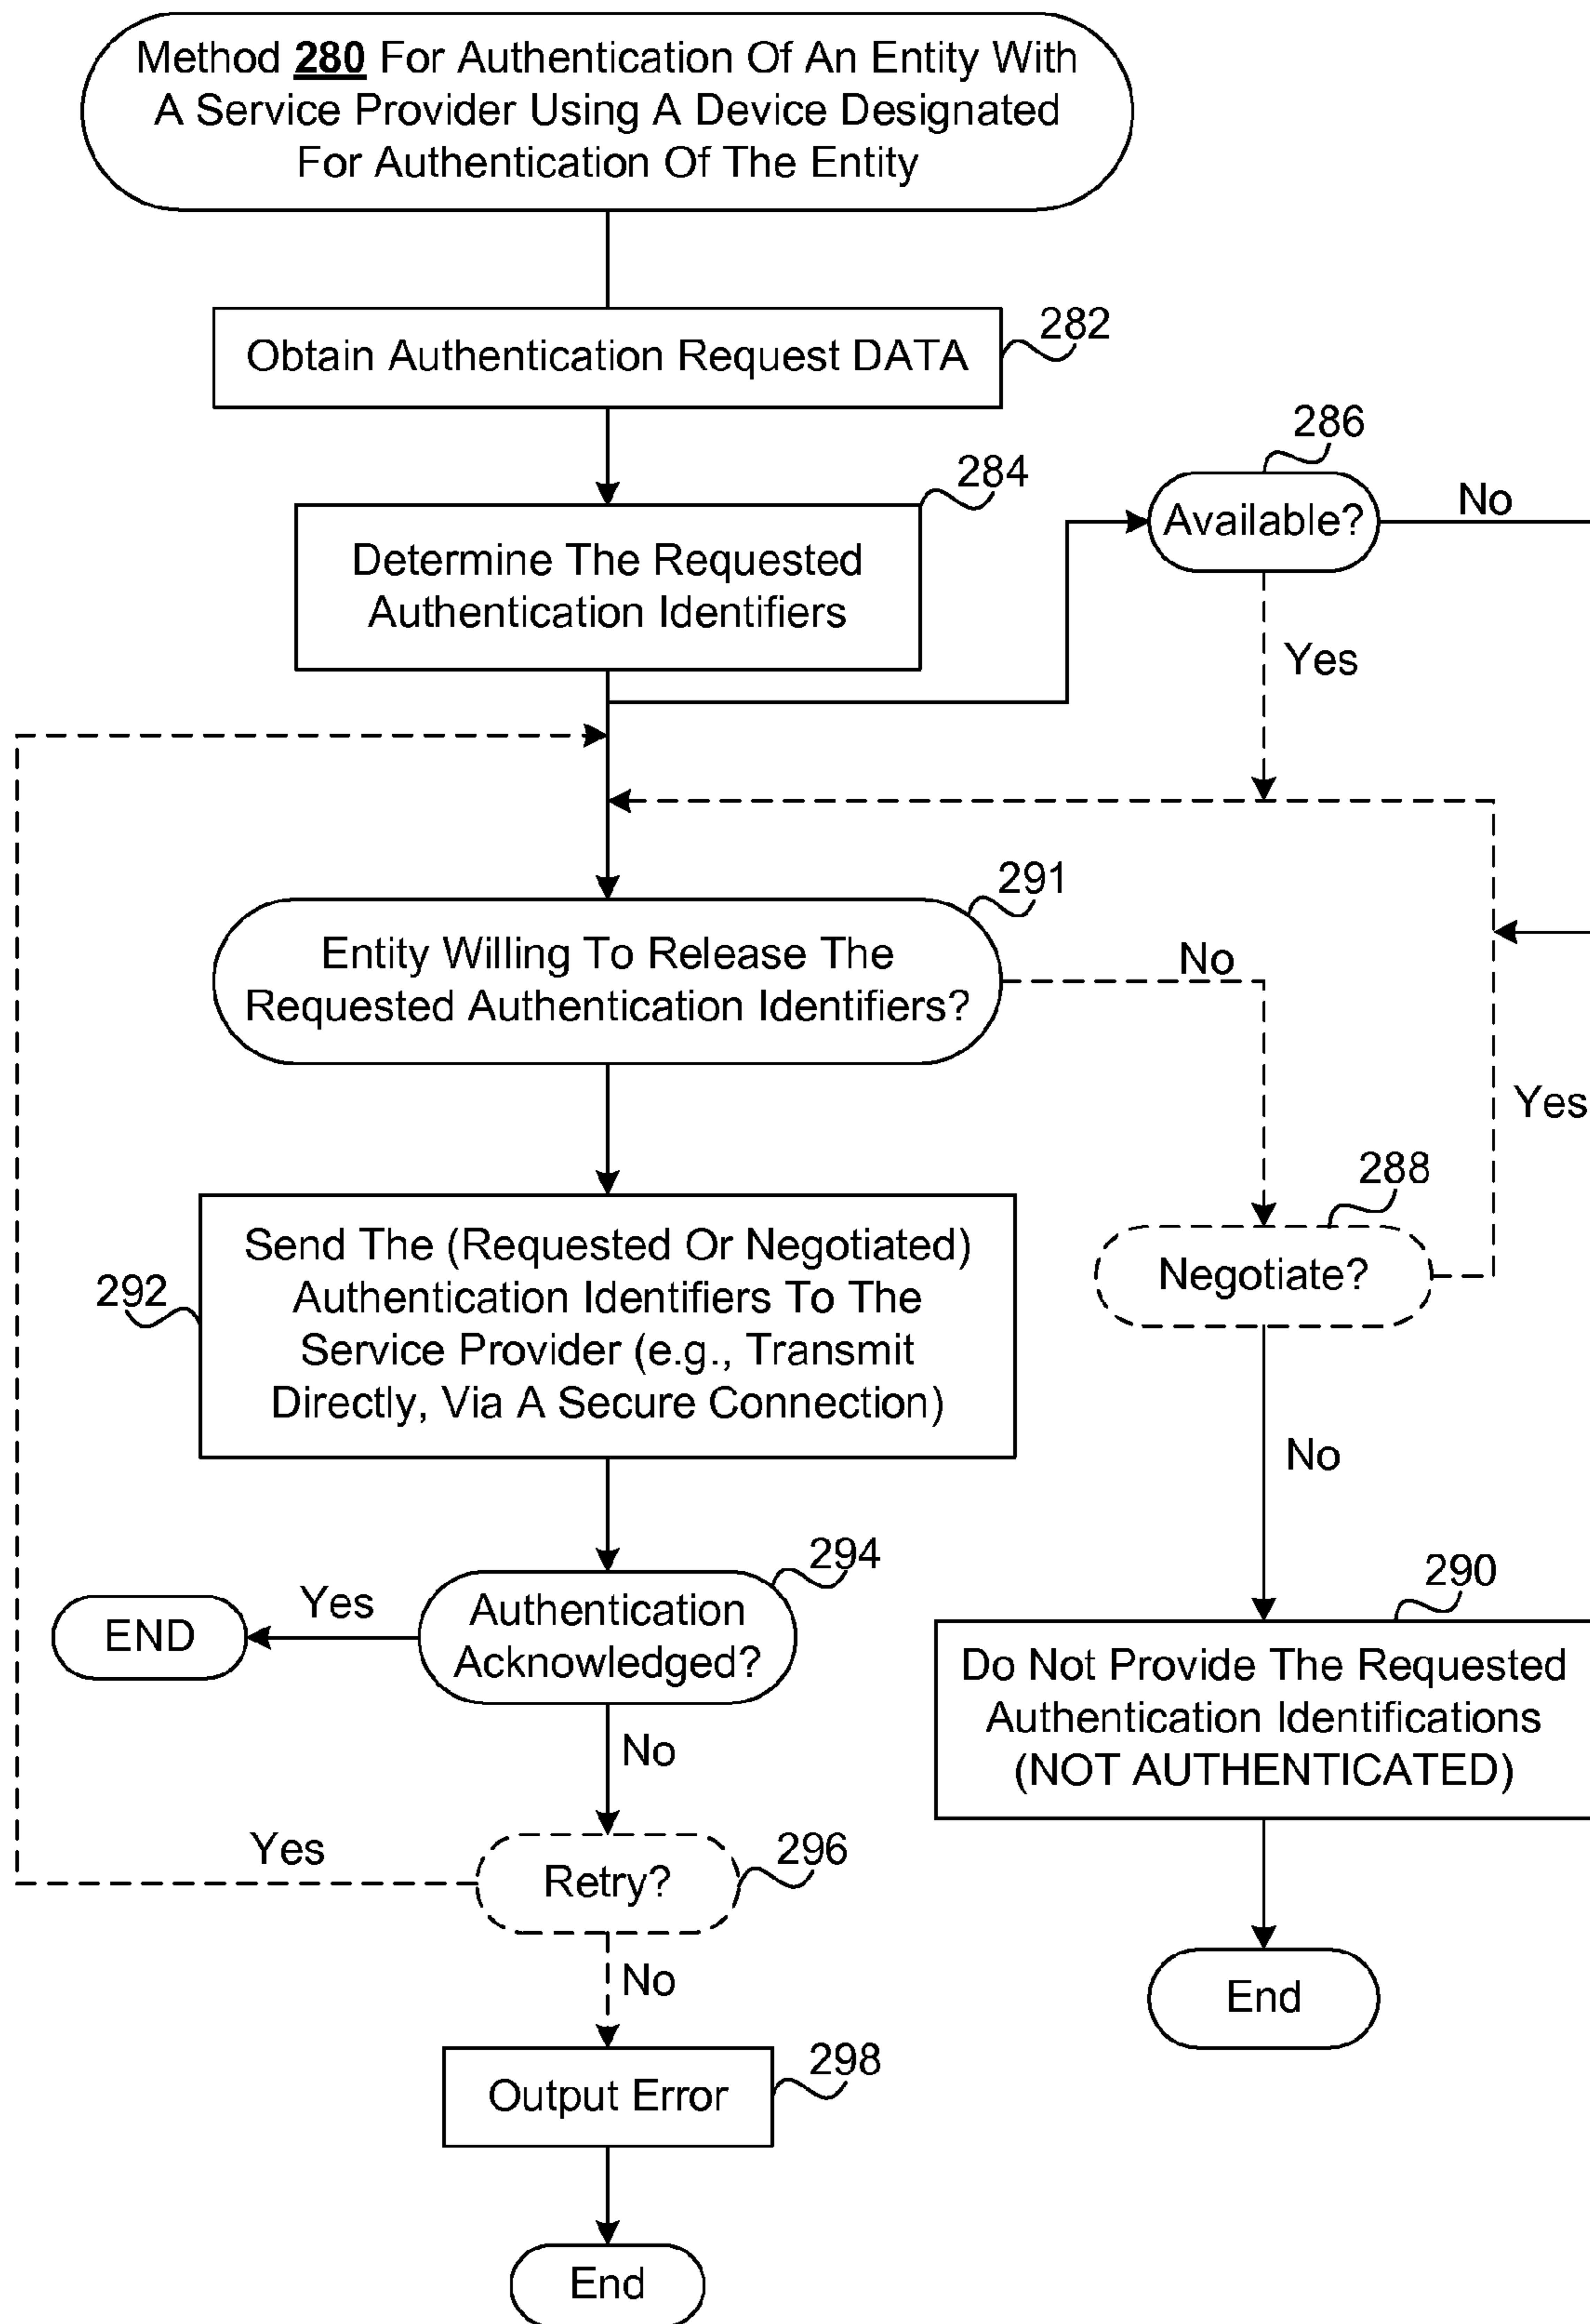 Method 280 For Authentication Of An Entity With
A Service Provider Using A Device Designated
For Authentication Of The Entity
282
Obtain Authentication Request DATA
286
284
Available?
No
Determine The Requested
Authentication Identifiers
Yes
291
Entity Willing To Release The
Requested Authentication Identifiers?
No
Yes
288
Negotiate?
292
Send The (Requested Or Negotiated)
Authentication Identifiers To The
Service Provider (e.g., Transmit
Directly, Via A Secure Connection)
No
294
Authentication
Acknowledged?
Yes
END
290
Do Not Provide The Requested
Authentication Identifications
(NOT AUTHENTICATED)
No
296
Retry?
Yes
No
End
298
Output Error
End